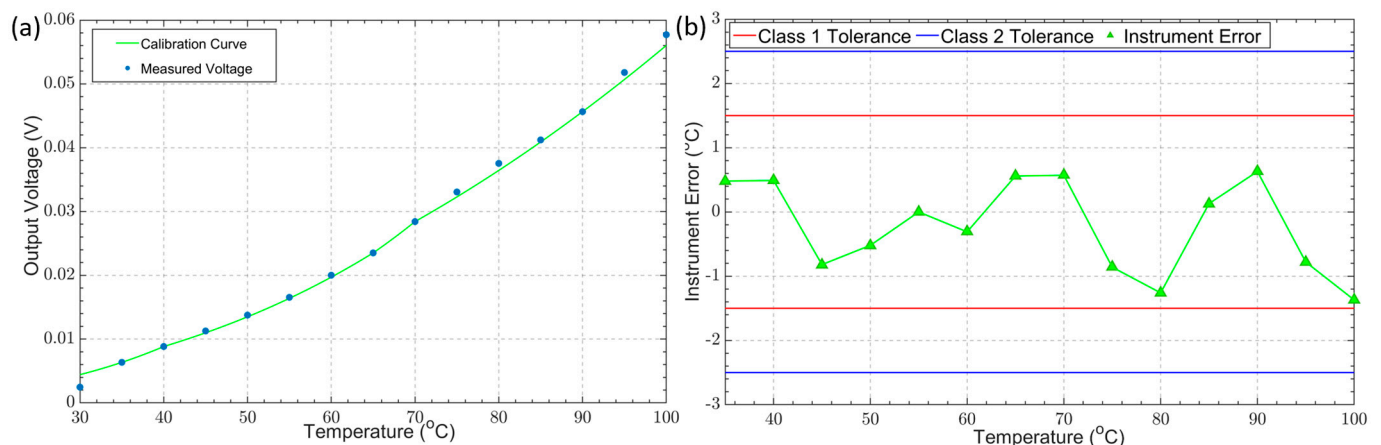 (a)
Calibration Curve
Measured Voltage
Output Voltage (V)
0.06
0.05
0.04
0.03
0.02
0.01
0
30 40 50 60 70 80 90 100
Temperature (°C)
(b)
Class 1 Tolerance Class 2 Tolerance Instrument Error
Instrument Error (°C)
3
2
1
0
-1
-2
-3
40 50 60 70 80 90 100
Temperature (°C)